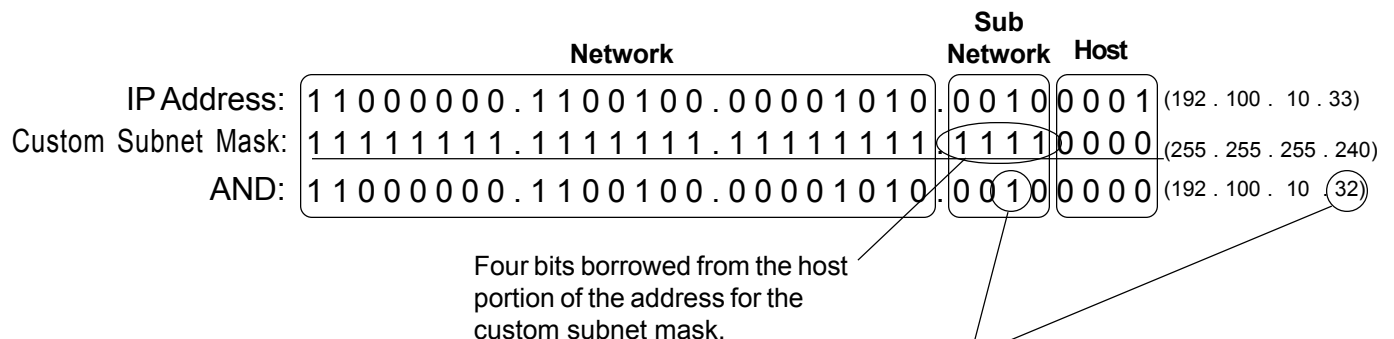 Sub
Network Network Host
IP Address: 11000000.1100100.00001010.00100001 (192 . 100 . 10 . 33)
Custom Subnet Mask: 11111111.1111111.11111111.11110000 (255 . 255 . 255 . 240)
AND: 11000000.1100100.00001010.00100000 (192 . 100 . 10 . 32)
Four bits borrowed from the host
portion of the address for the
custom subnet mask.